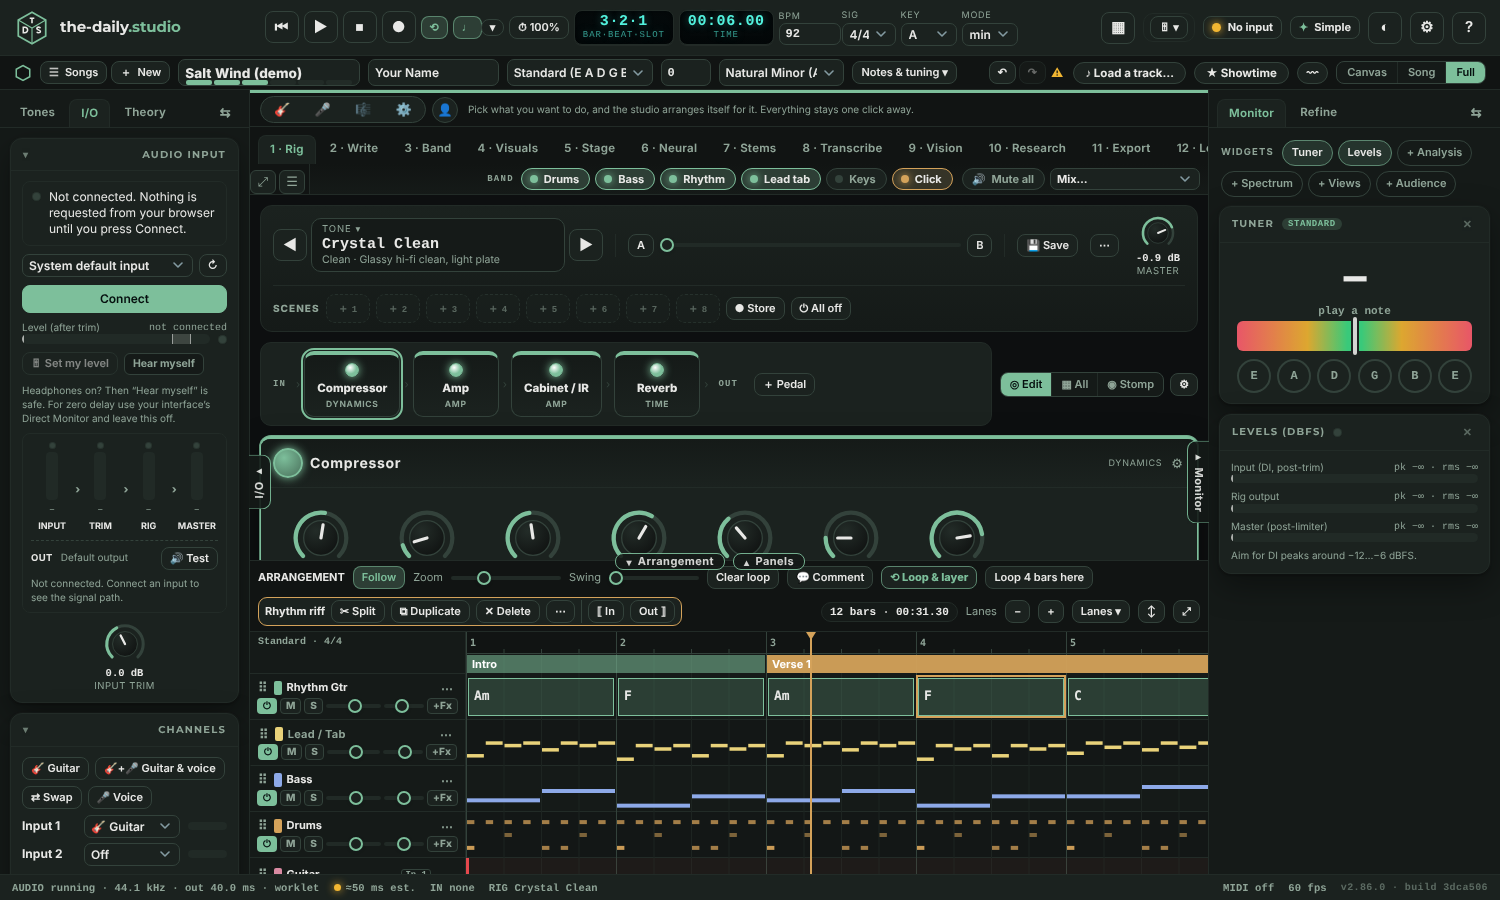 the-daily.studio
100%
3·2·1
BAR·BEAT·SLOT
00:06.00
TIME
BPM
92
SIG
4/4
KEY
A
MODE
min
No input
Simple
?
Songs
+ New
Salt Wind (demo)
Your Name
Standard (E A D G E
0
Natural Minor (A
Notes & tuning ▾
Load a track...
★ Showtime
Canvas
Song
Full
Tones
I/O
Theory
Pick what you want to do, and the studio arranges itself for it. Everything stays one click away.
Monitor
Refine
1 · Rig
2 · Write
3 · Band
4 · Visuals
5 · Stage
6 · Neural
7 · Stems
8 · Transcribe
9 · Vision
10 · Research
11 · Export
BAND
Drums
Bass
Rhythm
Lead tab
Keys
Click
Mute all
Mix...
AUDIO INPUT
Not connected. Nothing is
requested from your browser
until you press Connect.
System default input
Connect
Level (after trim)
not connected
Set my level
Hear myself
Headphones on? Then “Hear myself” is
safe. For zero delay use your interface’s
Direct Monitor and leave this off.
INPUT
TRIM
RIG
MASTER
OUT
Default output
Test
Not connected. Connect an input to
see the signal path.
0.0 dB
INPUT TRIM
CHANNELS
Guitar
+ Guitar & voice
Swap
Voice
Input 1
Guitar
Input 2
Off
TONE ▾
Crystal Clean
Clean · Glassy hi-fi clean, light plate
A
B
Save
...
-0.9 dB
MASTER
SCENES
+ 1
+ 2
+ 3
+ 4
+ 5
+ 6
+ 7
+ 8
Store
All off
IN
Compressor
DYNAMICS
Amp
AMP
Cabinet / IR
AMP
Reverb
TIME
OUT
+ Pedal
Edit
All
Stomp
Compressor
DYNAMICS
I/O
Monitor
Arrangement
Panels
ARRANGEMENT
Follow
Zoom
Swing
Clear loop
Comment
Loop & layer
Loop 4 bars here
Rhythm riff
Split
Duplicate
Delete
...
In
Out
12 bars · 00:31.30
Lanes
−
+
Lanes ▾
Standard · 4/4
1
2
3
4
5
Intro
Verse 1
Rhythm Gtr
M
S
+Fx
Am
F
Am
F
C
Lead / Tab
M
S
+Fx
Bass
M
S
+Fx
Drums
M
S
+Fx
WIDGETS
Tuner
Levels
+ Analysis
+ Spectrum
+ Views
+ Audience
TUNER
STANDARD
×
—
play a note
E
A
D
G
B
E
LEVELS (DBFS)
×
Input (DI, post-trim)
pk −∞ · rms −∞
Rig output
pk −∞ · rms −∞
Master (post-limiter)
pk −∞ · rms −∞
Aim for DI peaks around −12…−6 dBFS.
AUDIO running · 44.1 kHz · out 40.0 ms · worklet
≈50 ms est.
IN none
RIG Crystal Clean
MIDI off
60 fps
v2.86.0 · build 3dca506